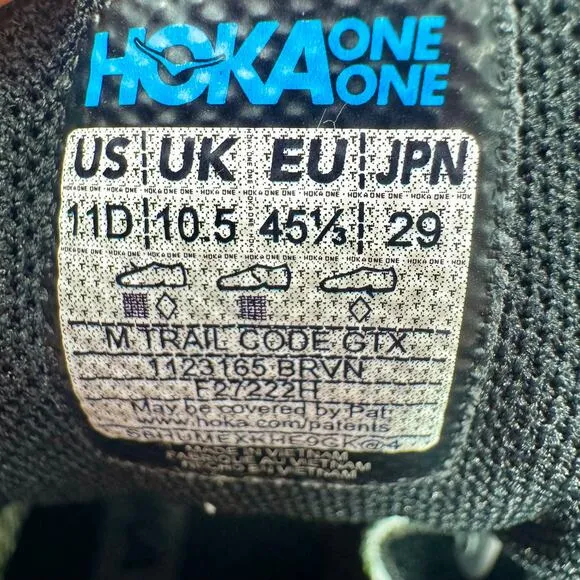 HOKA ONE ONE
US UK EU JPN
11D 10.5 45⅓ 29
M TRAIL CODE GTX
1123165 BRVN
F27222H
May be covered by Pat
www.hoka.com/patents
MADE IN VIETNAM